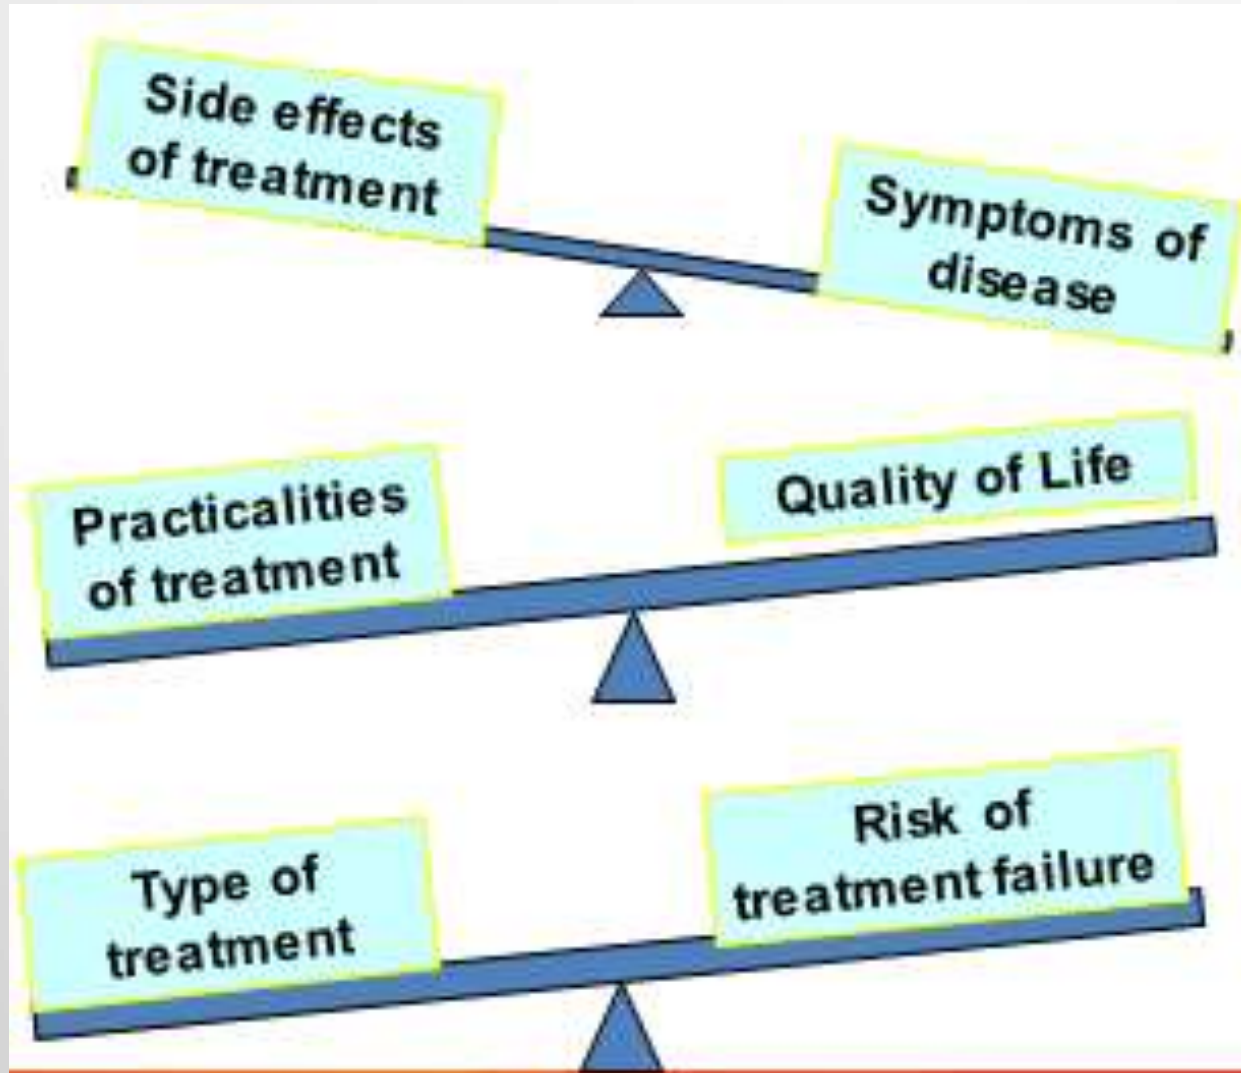 Side effects
of treatment
Symptoms of
disease
Practicalities
of treatment
Quality of Life
Type of
treatment
Risk of
treatment failure